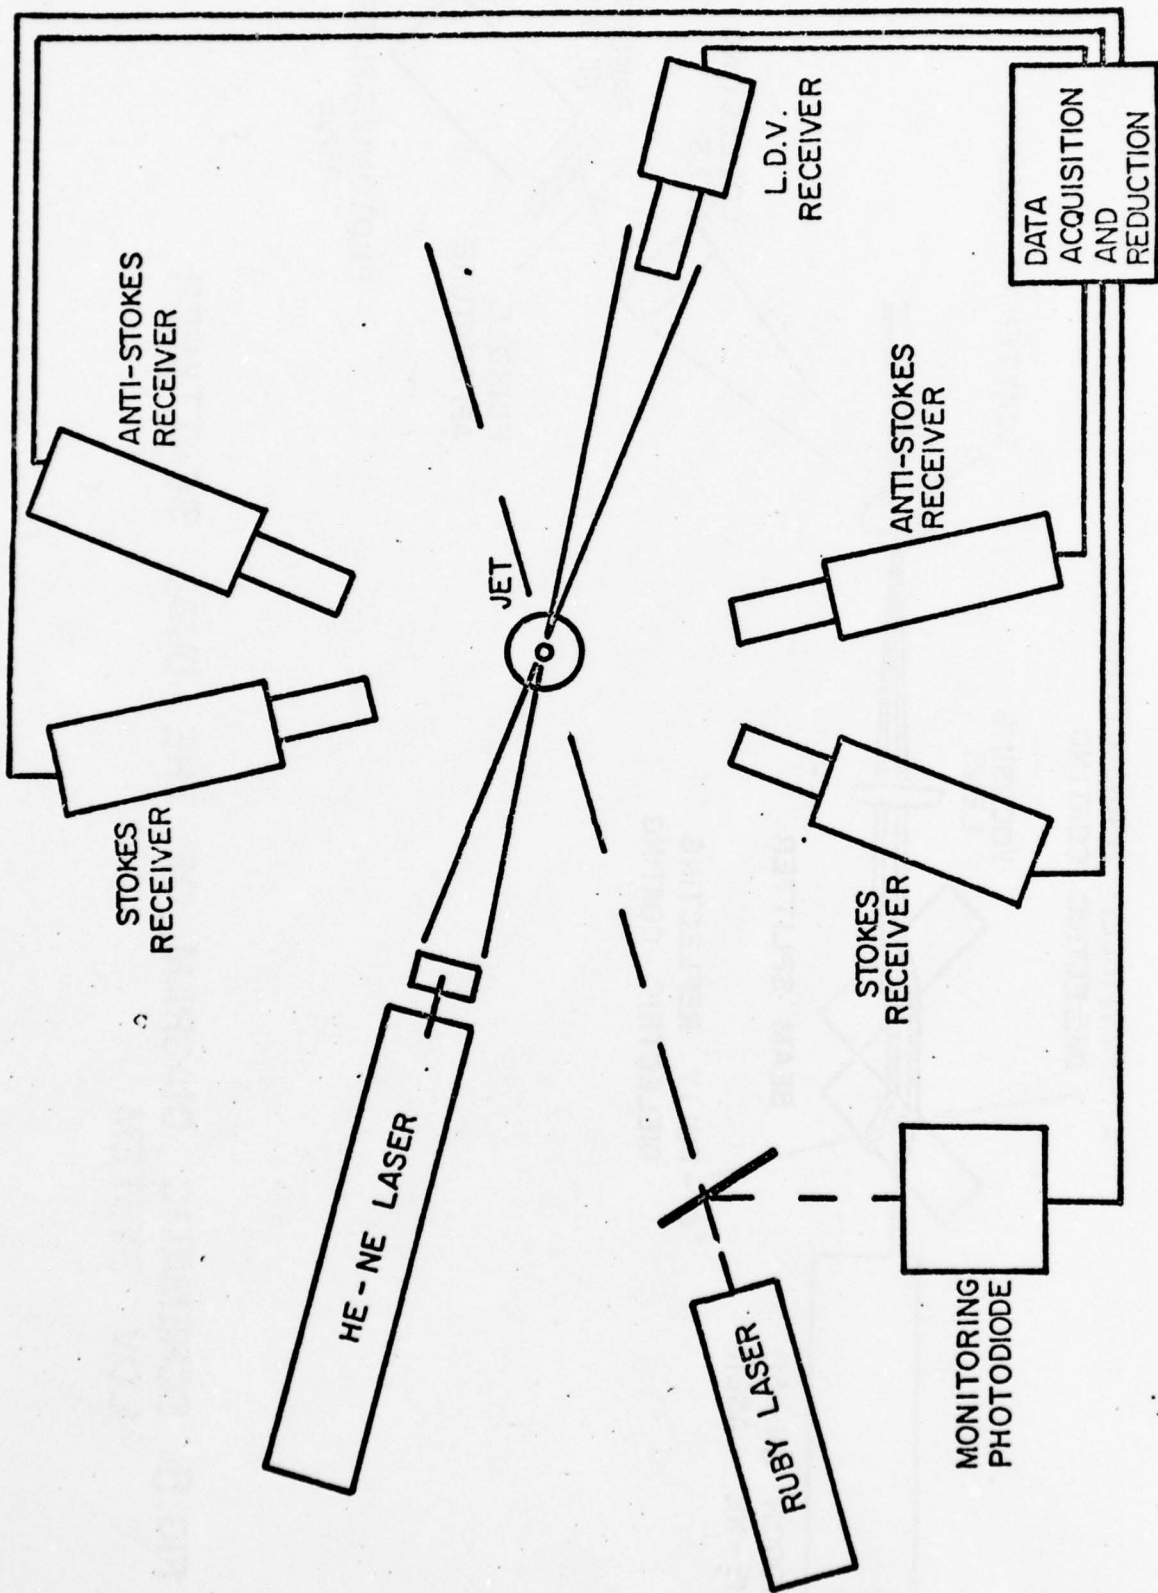 STOKES
RECEIVER
ANTI-STOKES
RECEIVER
HE-NE LASER
JET
L.D.V.
RECEIVER
RUBY LASER
STOKES
RECEIVER
ANTI-STOKES
RECEIVER
MONITORING
PHOTODIODE
DATA
ACQUISITION
AND
REDUCTION